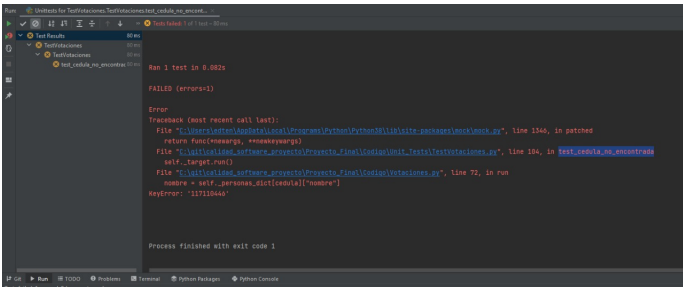 Run: Unittests for TestVotaciones.TestVotaciones.test_cedula_no_encont...
Tests failed: 1 of 1 test – 80 ms
Test Results 80 ms
TestVotaciones 80 ms
TestVotaciones 80 ms
test_cedula_no_encontrad 80 ms
Ran 1 test in 0.082s
FAILED (errors=1)
Error
Traceback (most recent call last):
File "C:\Users\edten\AppData\Local\Programs\Python\Python38\lib\site-packages\mock\mock.py", line 1346, in patched
return func(*newargs, **newkeywargs)
File "C:\git\calidad_software_proyecto\Proyecto_Final\Codigo\Unit_Tests\TestVotaciones.py", line 104, in test_cedula_no_encontrada
self._target.run()
File "C:\git\calidad_software_proyecto\Proyecto_Final\Codigo\Votaciones.py", line 72, in run
nombre = self._personas_dict[cedula]["nombre"]
KeyError: '117110446'
Process finished with exit code 1
Git Run TODO Problems Terminal Python Packages Python Console